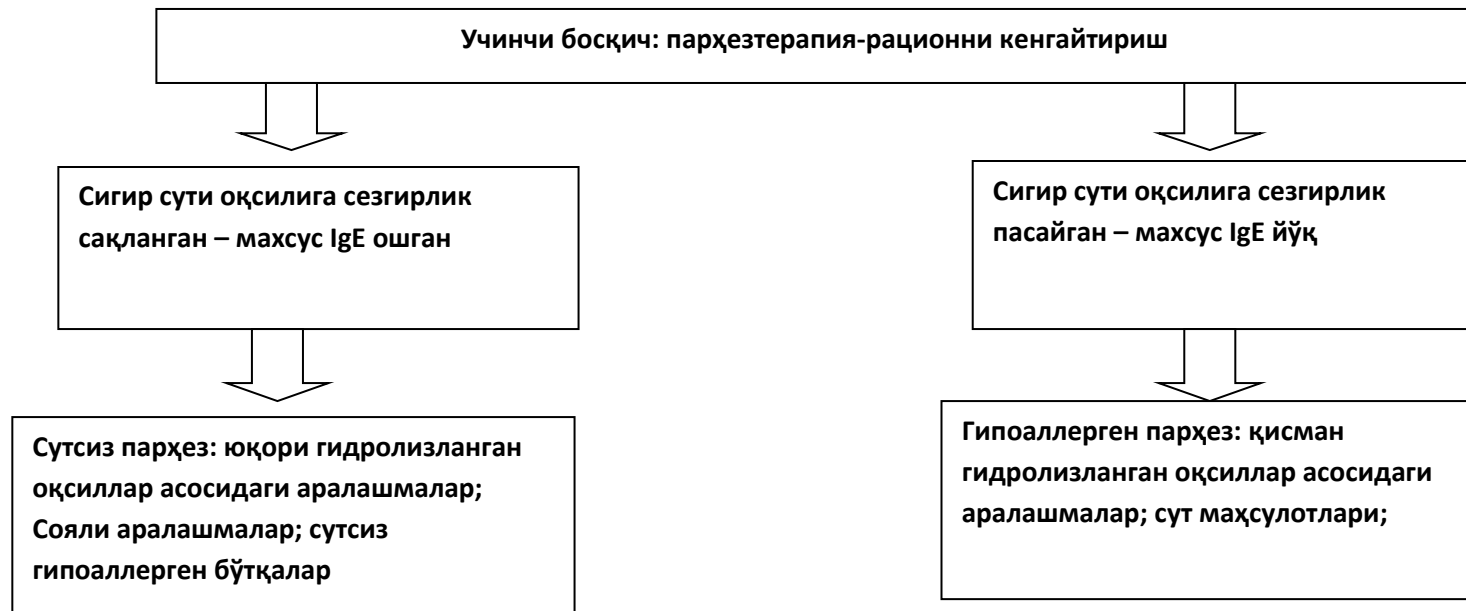 Учинчи босқич: парҳезтерапия-рационни кенгайтириш
Сигир сути оқсилига сезгирлик
сақланган – махсус IgE ошган
Сигир сути оқсилига сезгирлик
пасайган – махсус IgE йўқ
Сутсиз парҳез: юқори гидролизланган
оқсиллар асосидаги аралашмалар;
Сояли аралашмалар; сутсиз
гипоаллерген бўтқалар
Гипоаллерген парҳез: қисман
гидролизланган оқсиллар асосидаги
аралашмалар; сут маҳсулотлари;